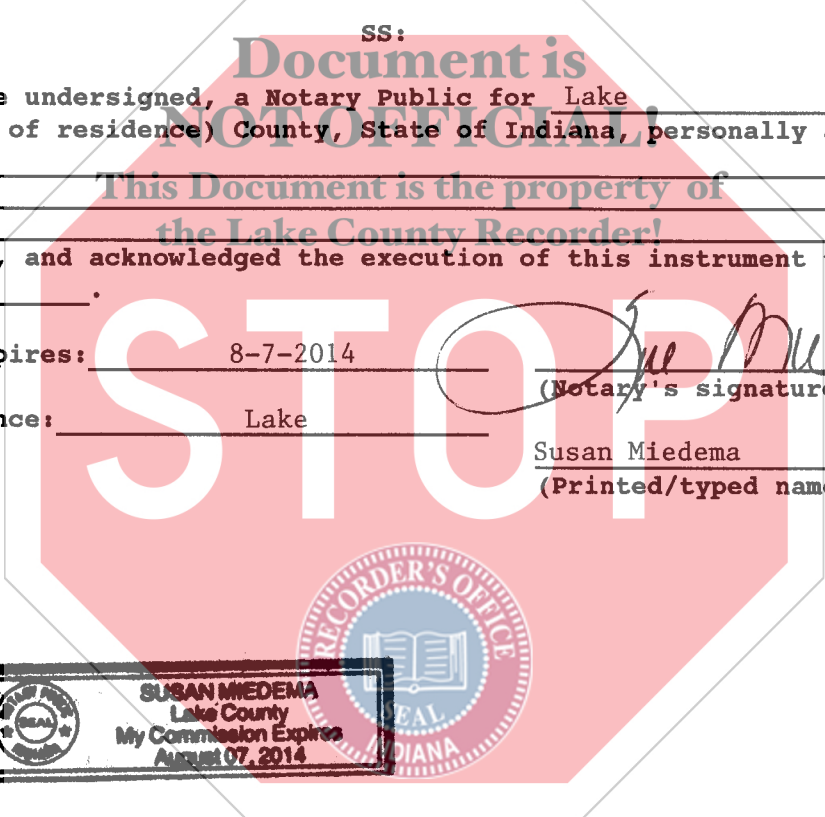 SS:
Document is
e undersigned, a Notary Public for Lake
NOT OFFICIAL!
of residence) County, State of Indiana, personally
This Document is the property of
the Lake County Recorder!
, and acknowledged the execution of this instrument
STOP
pires: 8-7-2014
(Notary's signature
nce: Lake
Susan Miedema
(Printed/typed name
RECORDER'S OFFICE
SEAL
INDIANA
SUSAN MIEDEMA
Lake County
My Commission Expires
August 07, 2014
SEAL